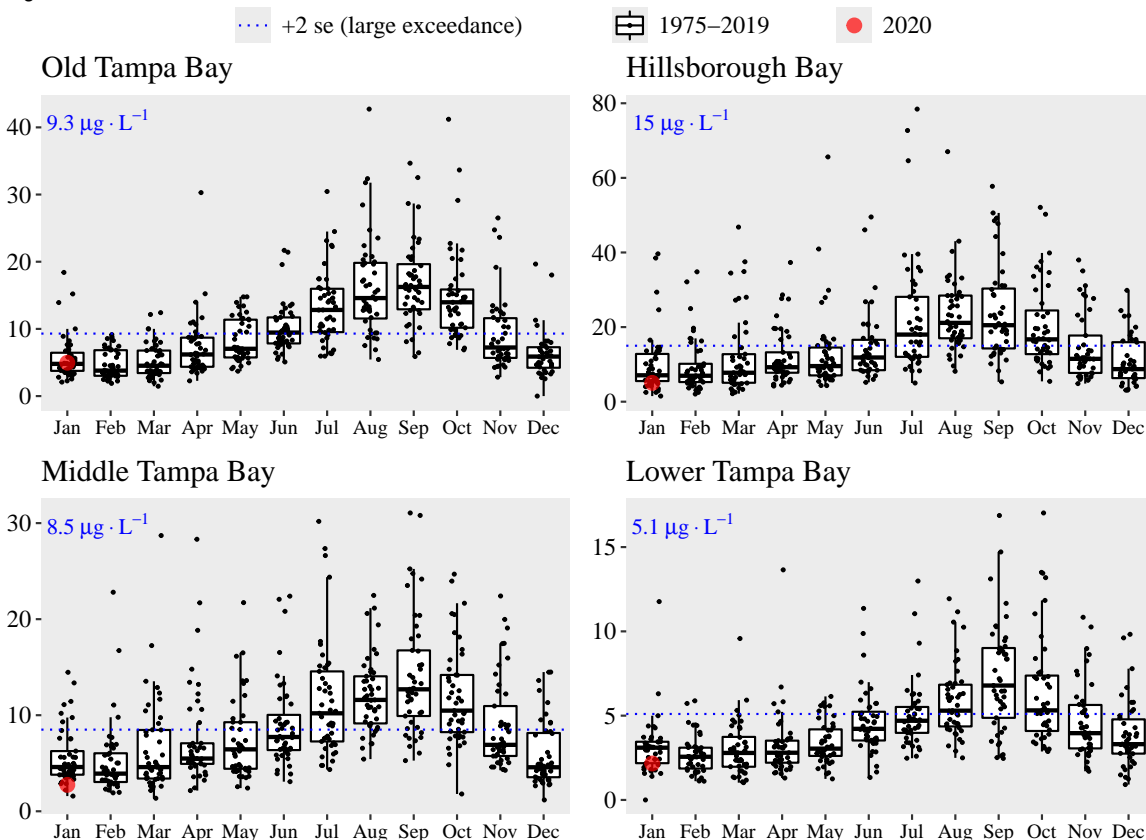 +2 se (large exceedance) 1975−2019 2020
Old Tampa Bay
9.3 μg ⋅ L−1
40
30
20
10
0
Jan Feb Mar Apr May Jun Jul Aug Sep Oct Nov Dec
Hillsborough Bay
15 μg ⋅ L−1
80
60
40
20
0
Jan Feb Mar Apr May Jun Jul Aug Sep Oct Nov Dec
Middle Tampa Bay
8.5 μg ⋅ L−1
30
20
10
0
Jan Feb Mar Apr May Jun Jul Aug Sep Oct Nov Dec
Lower Tampa Bay
5.1 μg ⋅ L−1
15
10
5
0
Jan Feb Mar Apr May Jun Jul Aug Sep Oct Nov Dec